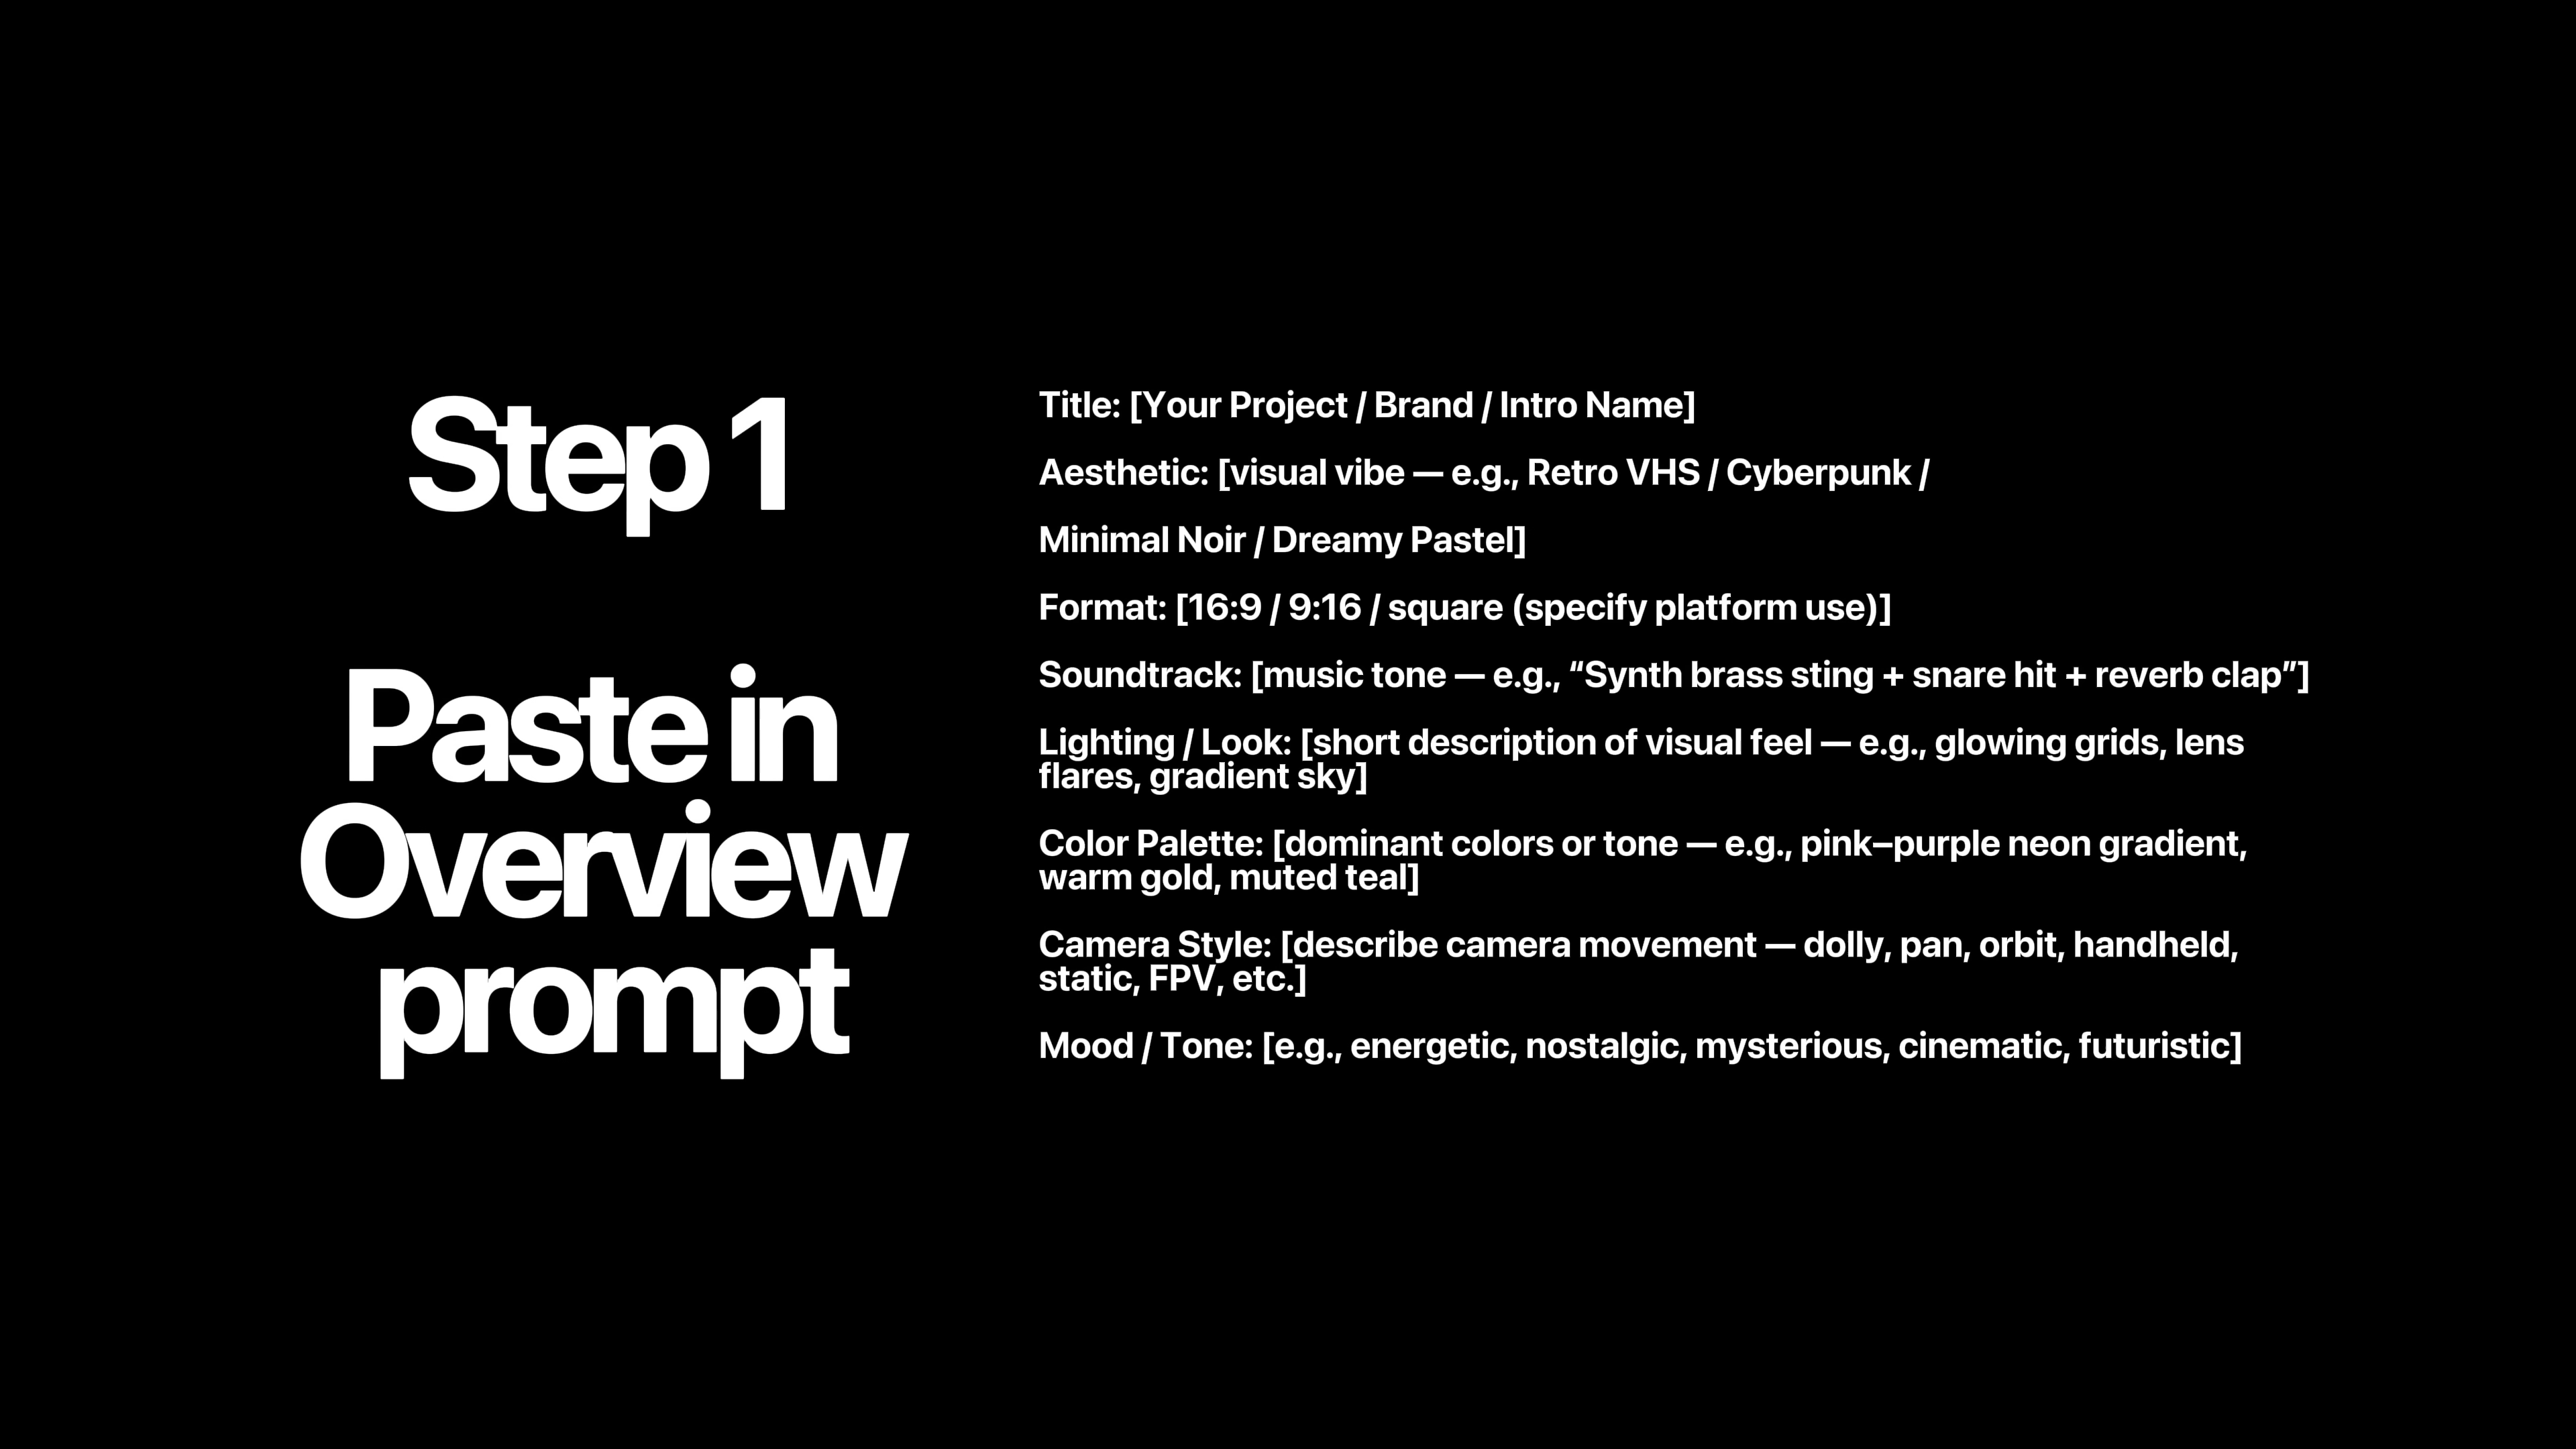 Step 1
Paste in
Overview
prompt
Title: [Your Project / Brand / Intro Name]
Aesthetic: [visual vibe — e.g., Retro VHS / Cyberpunk /
Minimal Noir / Dreamy Pastel]
Format: [16:9 / 9:16 / square (specify platform use)]
Soundtrack: [music tone — e.g., “Synth brass sting + snare hit + reverb clap”]
Lighting / Look: [short description of visual feel — e.g., glowing grids, lens
flares, gradient sky]
Color Palette: [dominant colors or tone — e.g., pink–purple neon gradient,
warm gold, muted teal]
Camera Style: [describe camera movement — dolly, pan, orbit, handheld,
static, FPV, etc.]
Mood / Tone: [e.g., energetic, nostalgic, mysterious, cinematic, futuristic]